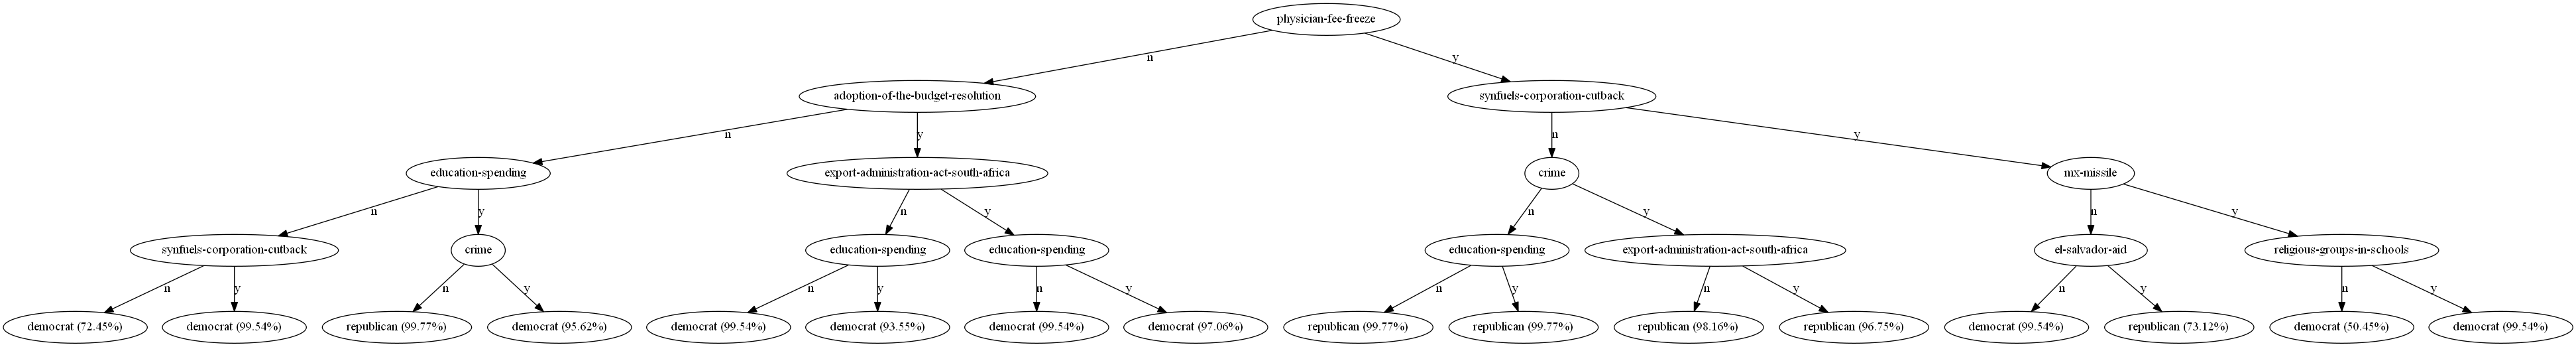 physician-fee-freeze
n
y
adoption-of-the-budget-resolution
synfuels-corporation-cutback
n
y
n
y
education-spending
export-administration-act-south-africa
crime
mx-missile
n
y
n
y
n
y
n
y
synfuels-corporation-cutback
crime
education-spending
education-spending
education-spending
export-administration-act-south-africa
el-salvador-aid
religious-groups-in-schools
n
y
n
y
n
y
n
y
n
y
n
y
n
y
n
y
democrat (72.45%)
democrat (99.54%)
republican (99.77%)
democrat (95.62%)
democrat (99.54%)
democrat (93.55%)
democrat (99.54%)
democrat (97.06%)
republican (99.77%)
republican (99.77%)
republican (98.16%)
republican (96.75%)
democrat (99.54%)
republican (73.12%)
democrat (50.45%)
democrat (99.54%)